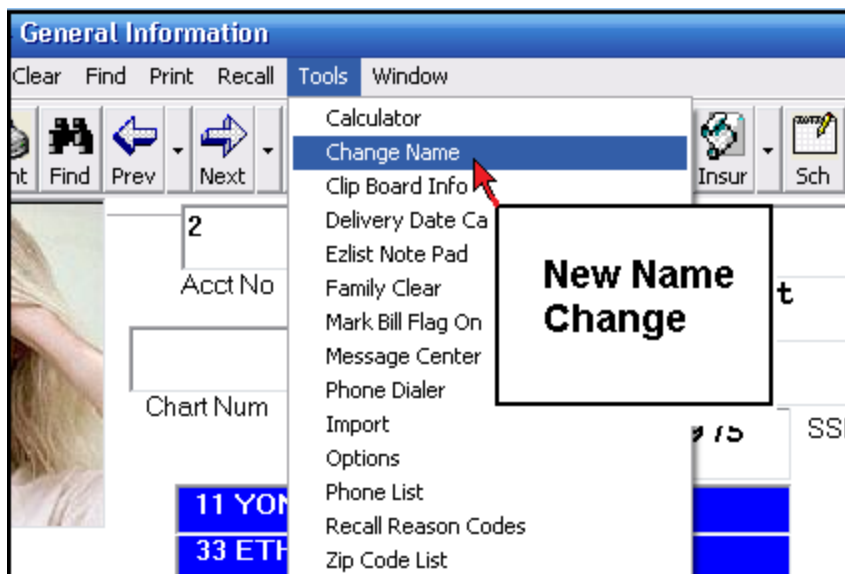 General Information
Clear Find Print Recall Tools Window
Find Prev Next Insur Sch
Calculator
Change Name
Clip Board Info
Delivery Date Ca
Ezlist Note Pad
Family Clear
Mark Bill Flag On
Message Center
Phone Dialer
Import
Options
Phone List
Recall Reason Codes
Zip Code List
New Name
Change
2
Acct No
Chart Num
11 YON
33 ETH